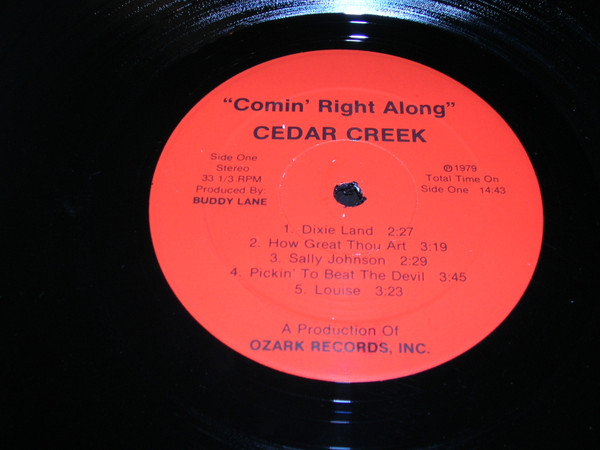 "Comin' Right Along"
CEDAR CREEK
Side One
Stereo
33 1/3 RPM
Produced By:
BUDDY LANE
℗1979
Total Time On
Side One 14:43
1. Dixie Land 2:27
2. How Great Thou Art 3:19
3. Sally Johnson 2:29
4. Pickin' To Beat The Devil 3:45
5. Louise 3:23
A Production Of
OZARK RECORDS, INC.